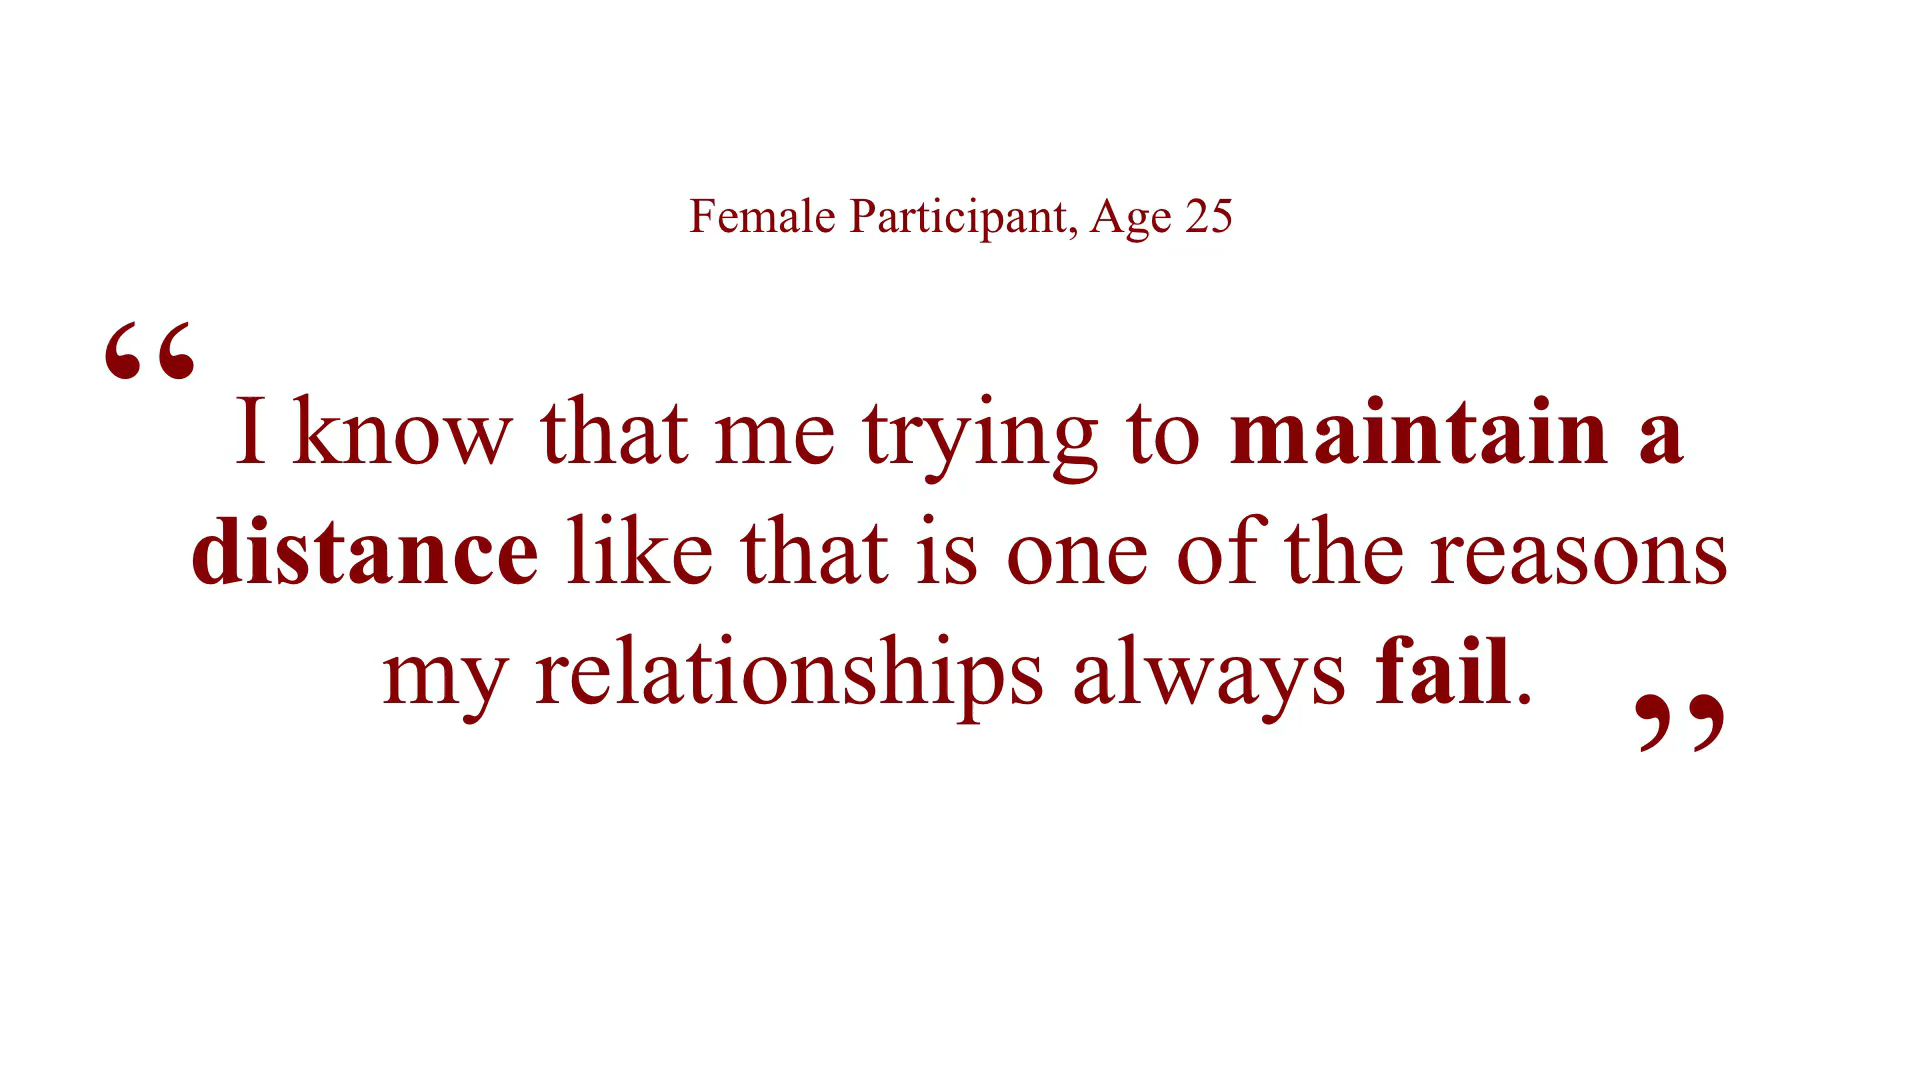 Female Participant, Age 25
“I know that me trying to maintain a
distance like that is one of the reasons
my relationships always fail.”